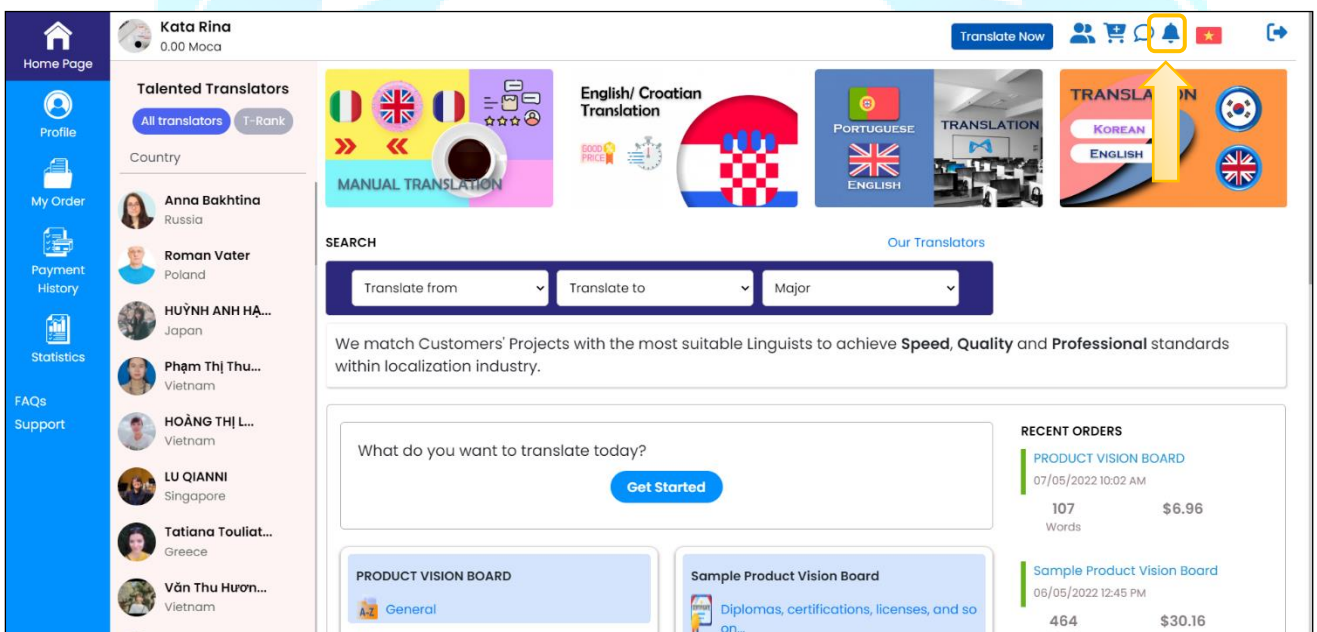 Home Page
Profile
My Order
Payment
History
Statistics
FAQs
Support
Kata Rina
0.00 Moca
Translate Now
Talented Translators
All translators
T-Rank
Country
Anna Bakhtina
Russia
Roman Vater
Poland
HUỲNH ANH HẠ...
Japan
Phạm Thị Thu...
Vietnam
HOÀNG THỊ L...
Vietnam
LU QIANNI
Singapore
Tatiana Touliat...
Greece
Văn Thu Hươn...
Vietnam
MANUAL TRANSLATION
English/ Croatian
Translation
GOOD
PRICE
PORTUGUESE
ENGLISH
TRANSLATION
TRANSLATION
KOREAN
ENGLISH
SEARCH
Our Translators
Translate from
Translate to
Major
We match Customers' Projects with the most suitable Linguists to achieve Speed, Quality and Professional standards
within localization industry.
What do you want to translate today?
Get Started
PRODUCT VISION BOARD
A-Z
General
Sample Product Vision Board
Diplomas, certifications, licenses, and so
on...
RECENT ORDERS
PRODUCT VISION BOARD
07/05/2022 10:02 AM
107
$6.96
Words
Sample Product Vision Board
06/05/2022 12:45 PM
464
$30.16